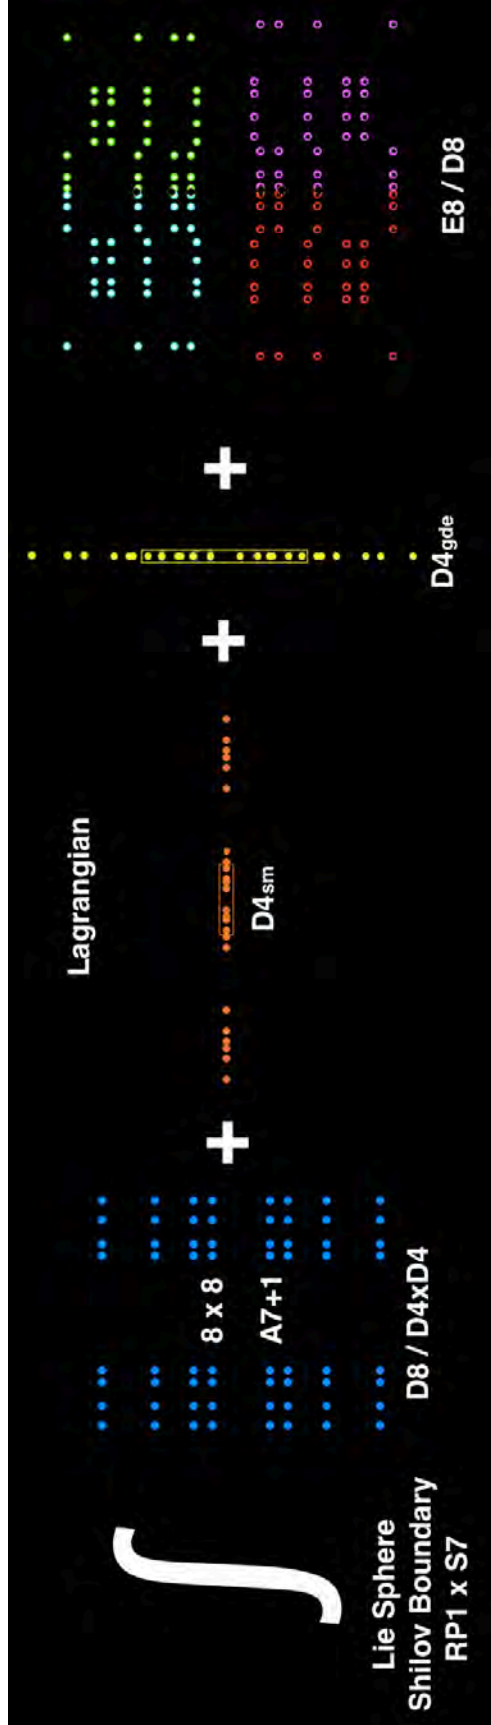 Lagrangian
8 x 8
A7+1
+
+
+
∫
Lie Sphere
Shilov Boundary
RP1 x S7
D8 / D4xD4
D4sm
D4gde
E8 / D8